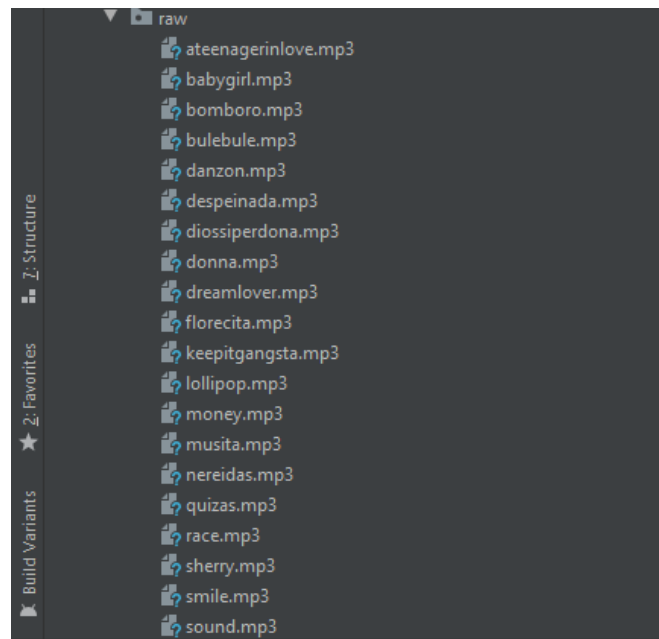 raw
ateenagerinlove.mp3
babygirl.mp3
bomboro.mp3
bulebule.mp3
danzon.mp3
despeinada.mp3
diossiperdona.mp3
donna.mp3
dreamlover.mp3
florecita.mp3
keepitgangsta.mp3
lollipop.mp3
money.mp3
musita.mp3
nereidas.mp3
quizas.mp3
race.mp3
sherry.mp3
smile.mp3
sound.mp3
7: Structure
2: Favorites
Build Variants